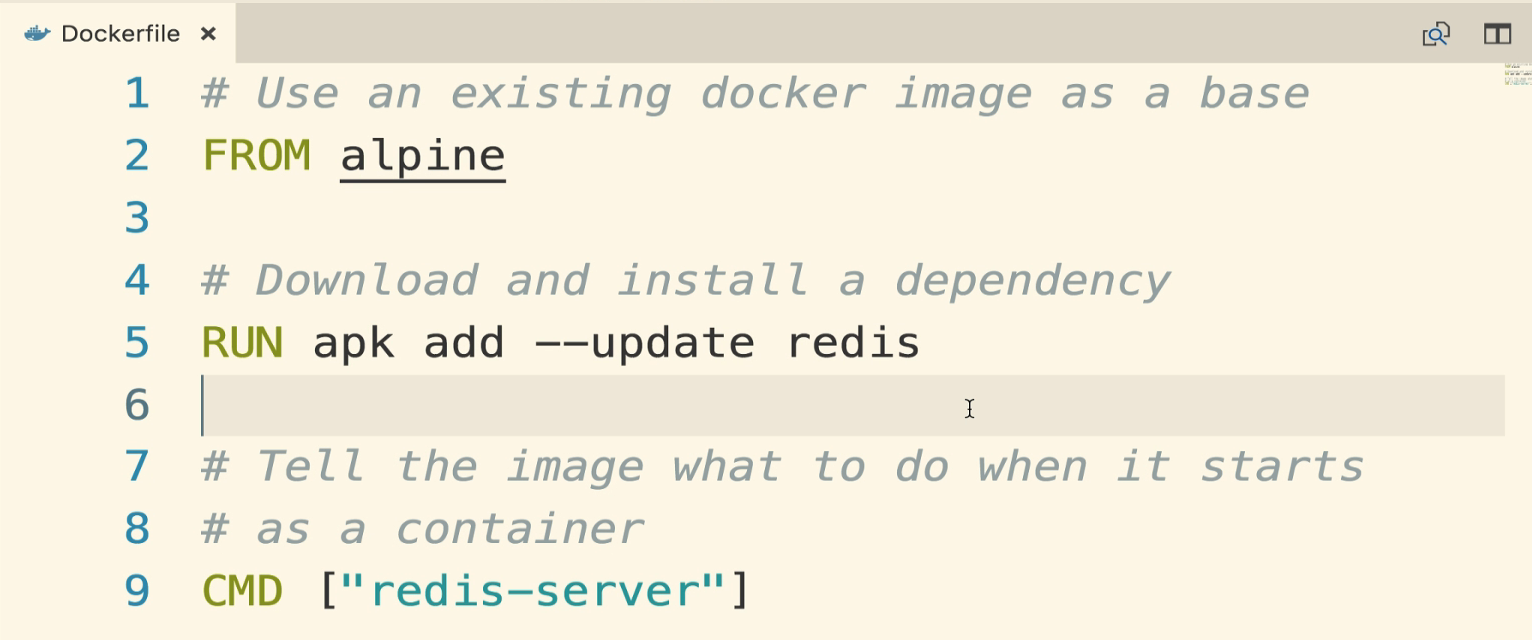 Dockerfile ×
1 # Use an existing docker image as a base
2 FROM alpine
3
4 # Download and install a dependency
5 RUN apk add --update redis
6
7 # Tell the image what to do when it starts
8 # as a container
9 CMD ["redis-server"]